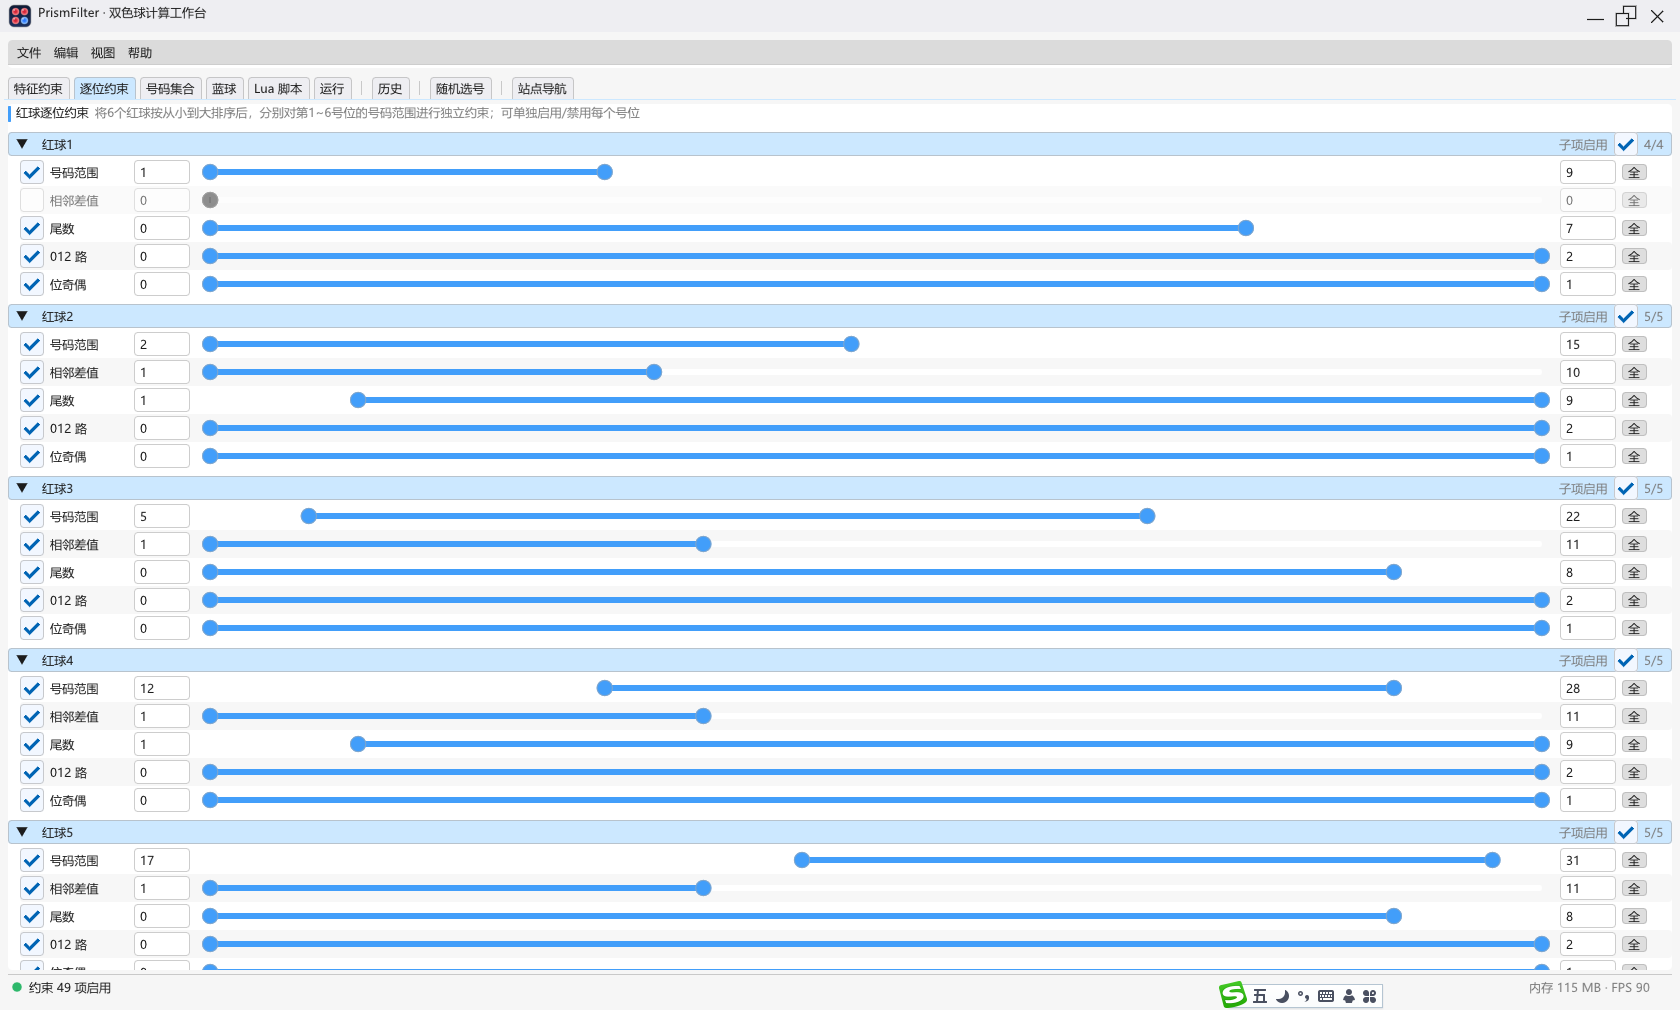 PrismFilter · 双色球计算工作台
文件 编辑 视图 帮助
特征约束 逐位约束 号码集合 蓝球 Lua 脚本 运行 历史 随机选号 站点导航
红球逐位约束 将6个红球按从小到大排序后，分别对第1~6号位的号码范围进行独立约束；可单独启用/禁用每个号位
红球1 子项启用 4/4
号码范围 1 9 全
相邻差值 0 0 全
尾数 0 7 全
012 路 0 2 全
位奇偶 0 1 全
红球2 子项启用 5/5
号码范围 2 15 全
相邻差值 1 10 全
尾数 1 9 全
012 路 0 2 全
位奇偶 0 1 全
红球3 子项启用 5/5
号码范围 5 22 全
相邻差值 1 11 全
尾数 0 8 全
012 路 0 2 全
位奇偶 0 1 全
红球4 子项启用 5/5
号码范围 12 28 全
相邻差值 1 11 全
尾数 1 9 全
012 路 0 2 全
位奇偶 0 1 全
红球5 子项启用 5/5
号码范围 17 31 全
相邻差值 1 11 全
尾数 0 8 全
012 路 0 2 全
约束 49 项启用
S 五
内存 115 MB · FPS 90